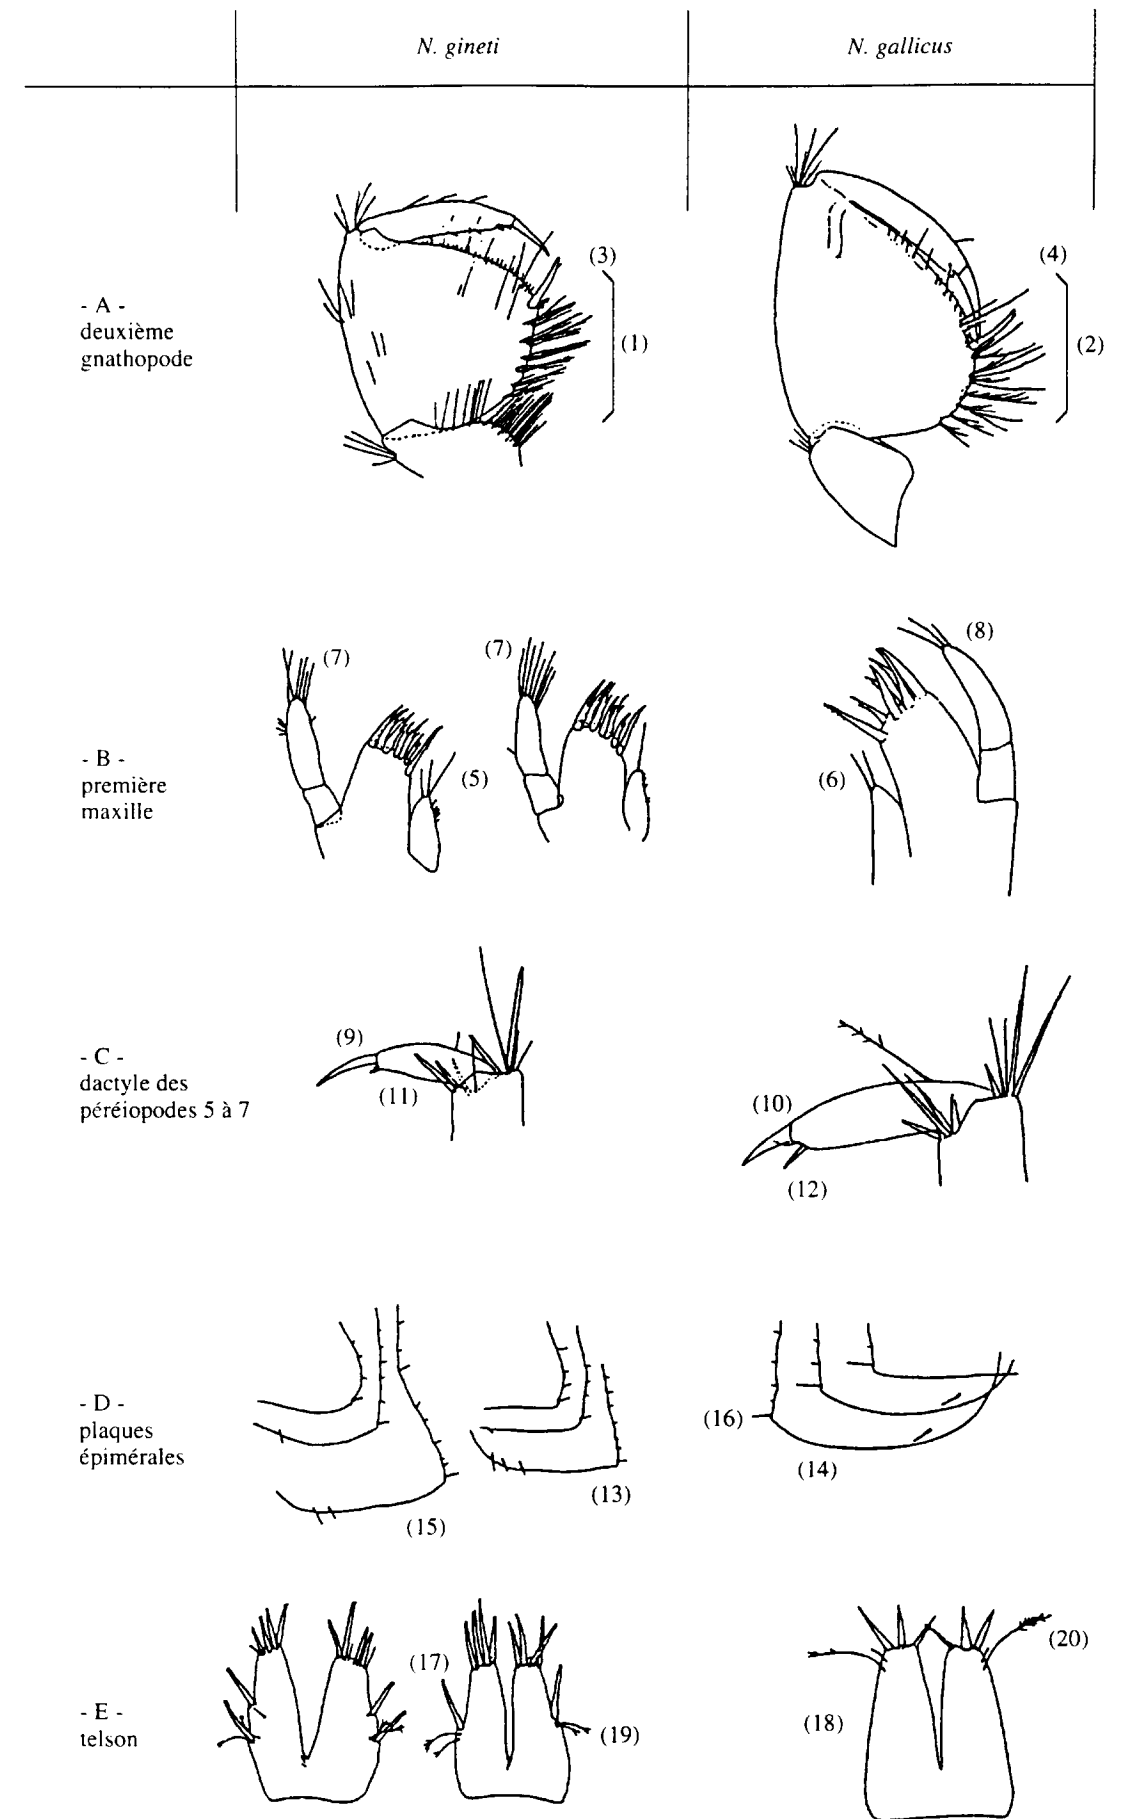 N. gineti
N. gallicus
- A -
deuxième
gnathopode
(3)
(1)
(4)
(2)
- B -
première
maxille
(7)
(7)
(5)
(8)
(6)
- C -
dactyle des
péréiopodes 5 à 7
(9)
(11)
(10)
(12)
- D -
plaques
épimérales
(15)
(13)
(16)
(14)
- E -
telson
(17)
(19)
(18)
(20)